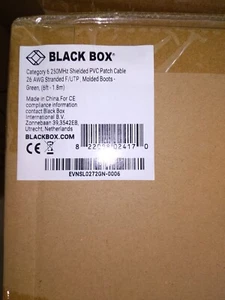 BLACK BOX®
Category 6 250MHz Shielded PVC Patch Cable
26 AWG Stranded F/UTP, Molded Boots -
Green, (6ft - 1.8m)
Made in China For CE
compliance information
contact Black Box
International B.V.
Zonnebaan 39,3542EB,
Utrecht, Netherlands
BLACKBOX.COM
CE
EVNSL0272GN-0006